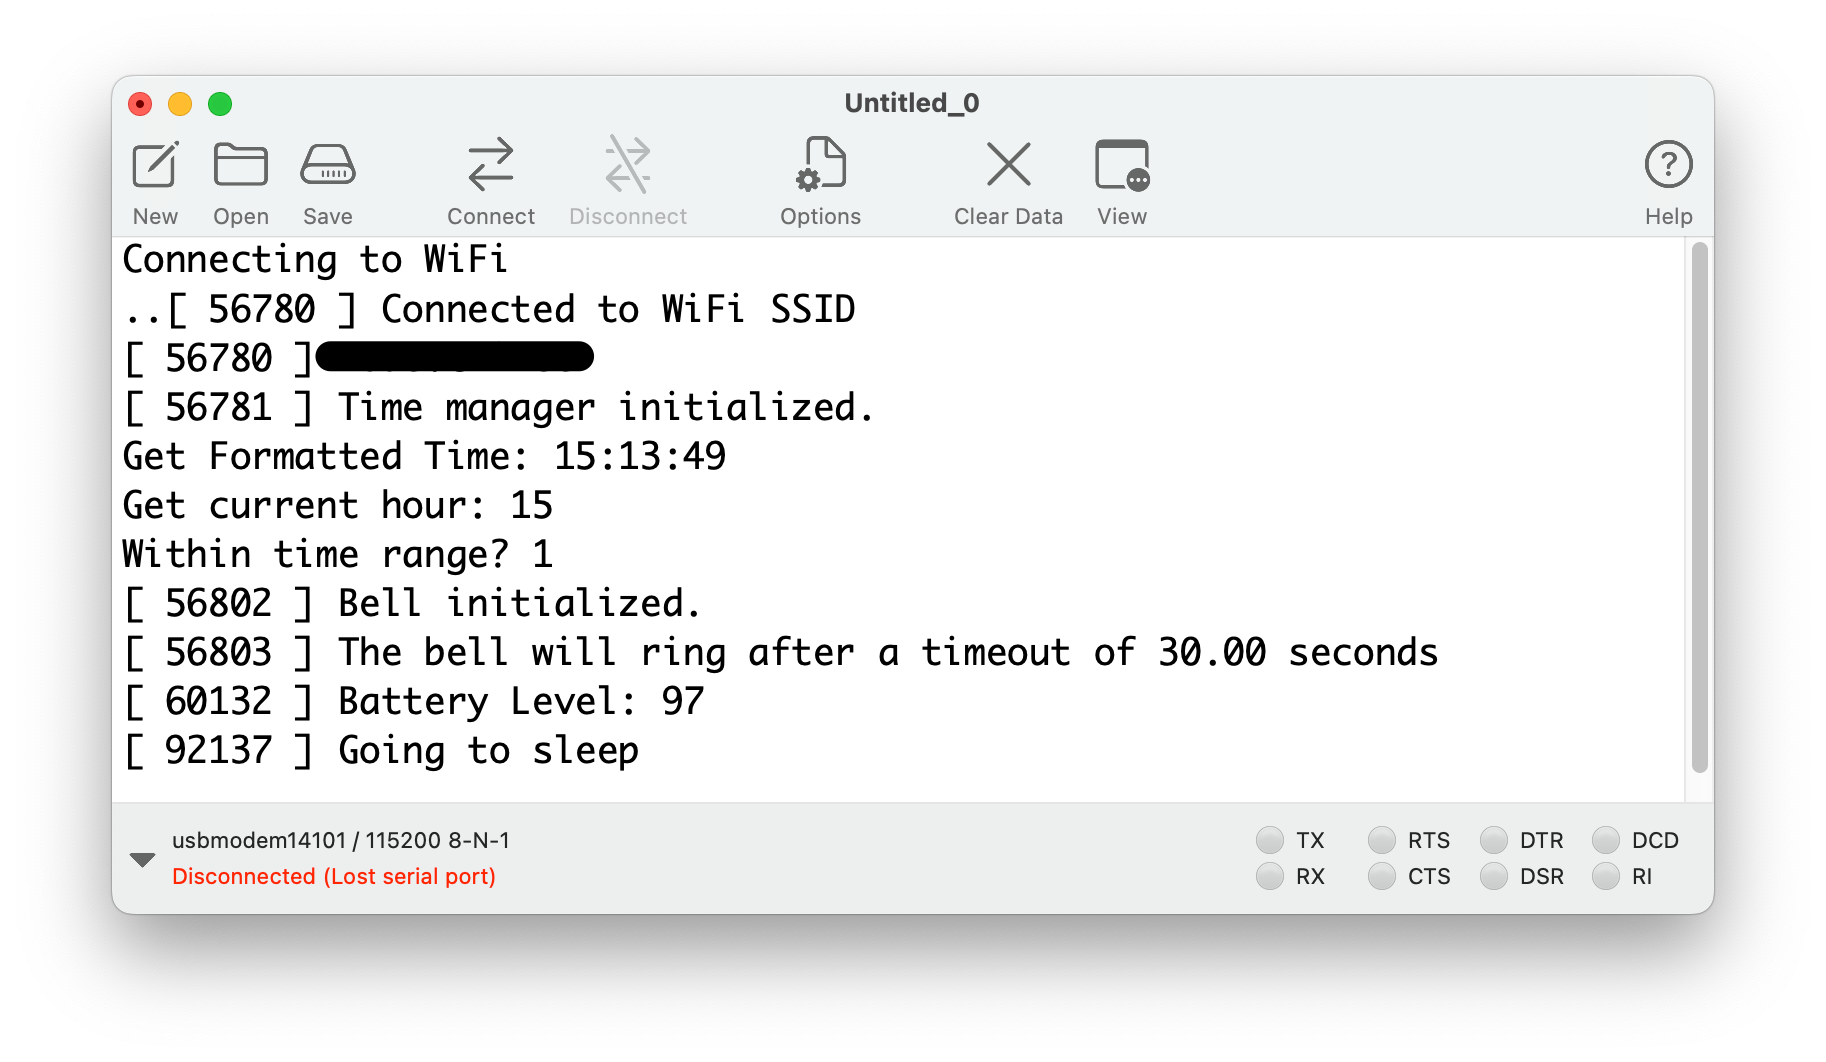 Untitled_0
New
Open
Save
Connect
Disconnect
Options
Clear Data
View
Help
Connecting to WiFi
..[ 56780 ] Connected to WiFi SSID
[ 56780 ]
[ 56781 ] Time manager initialized.
Get Formatted Time: 15:13:49
Get current hour: 15
Within time range? 1
[ 56802 ] Bell initialized.
[ 56803 ] The bell will ring after a timeout of 30.00 seconds
[ 60132 ] Battery Level: 97
[ 92137 ] Going to sleep
usbmodem14101 / 115200 8-N-1
Disconnected (Lost serial port)
TX RTS DTR DCD
RX CTS DSR RI